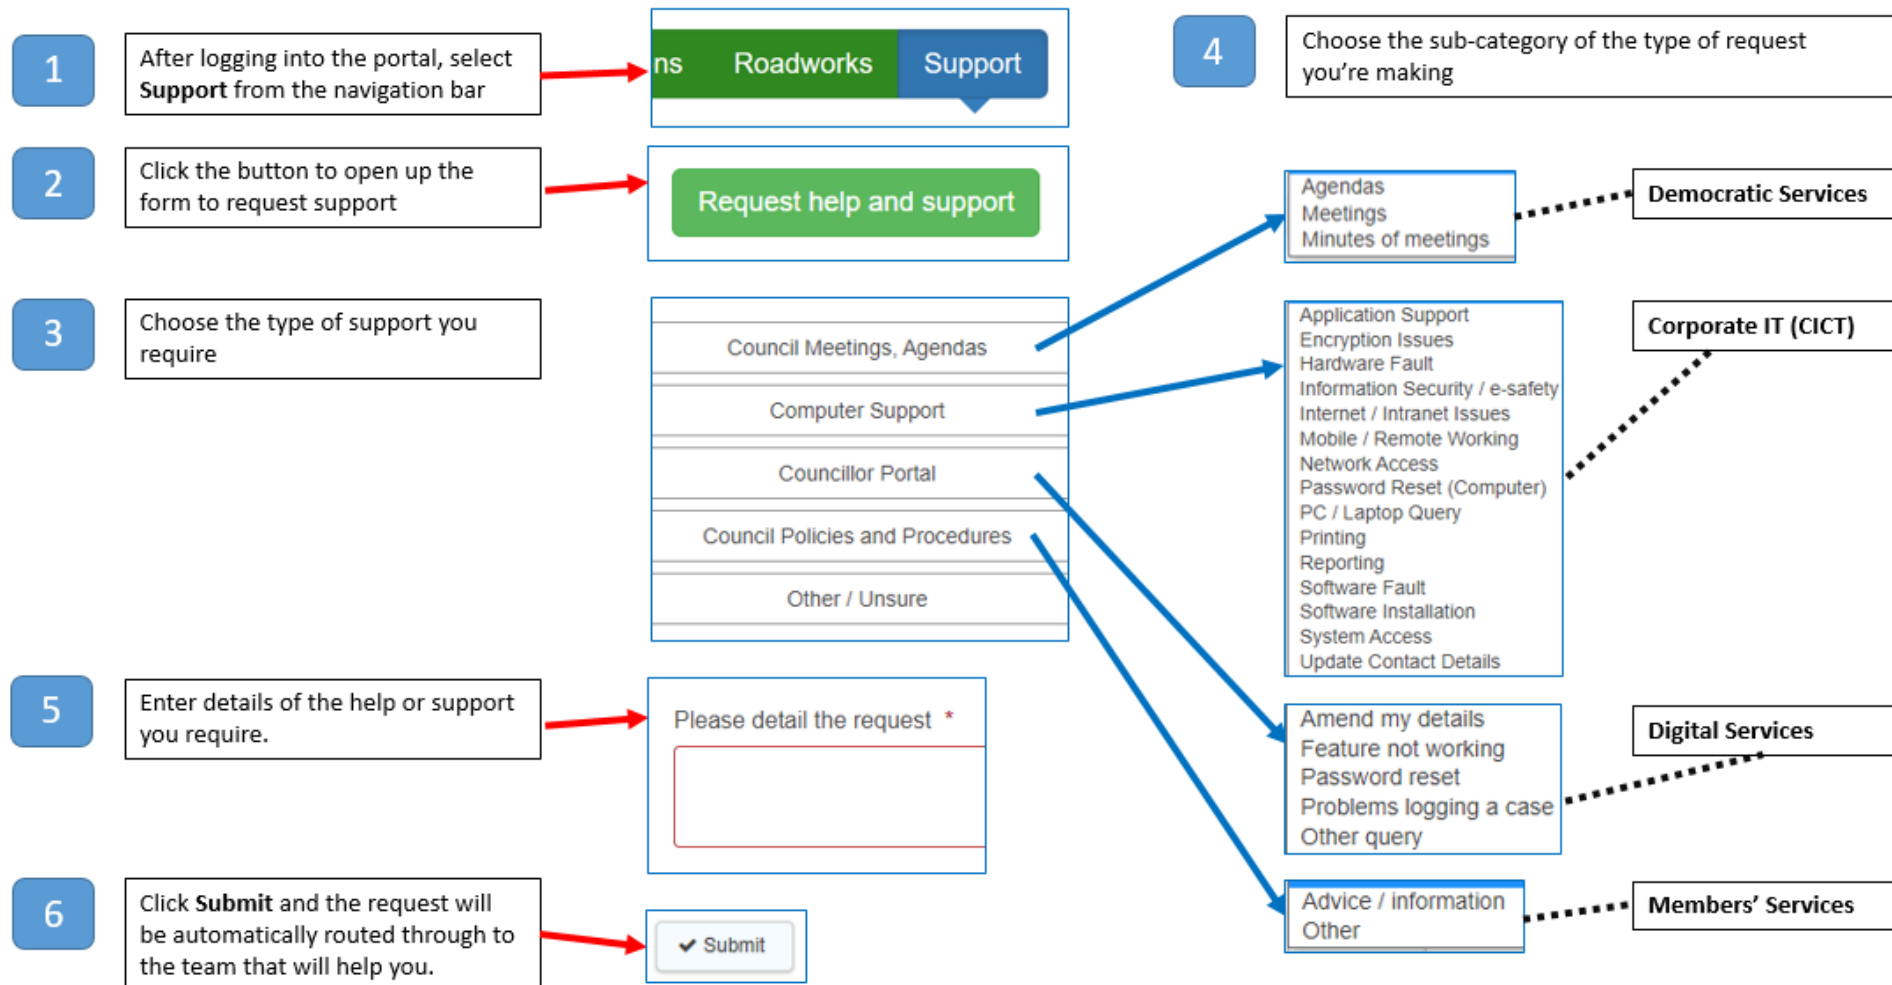 1
After logging into the portal, select
Support from the navigation bar
ns Roadworks Support
2
Click the button to open up the
form to request support
Request help and support
3
Choose the type of support you
require
Council Meetings, Agendas
Computer Support
Councillor Portal
Council Policies and Procedures
Other / Unsure
4
Choose the sub-category of the type of request
you’re making
Agendas
Meetings
Minutes of meetings
Democratic Services
Application Support
Encryption Issues
Hardware Fault
Information Security / e-safety
Internet / Intranet Issues
Mobile / Remote Working
Network Access
Password Reset (Computer)
PC / Laptop Query
Printing
Reporting
Software Fault
Software Installation
System Access
Update Contact Details
Corporate IT (CICT)
Amend my details
Feature not working
Password reset
Problems logging a case
Other query
Digital Services
Advice / information
Other
Members’ Services
5
Enter details of the help or support
you require.
Please detail the request *
6
Click Submit and the request will
be automatically routed through to
the team that will help you.
✔ Submit